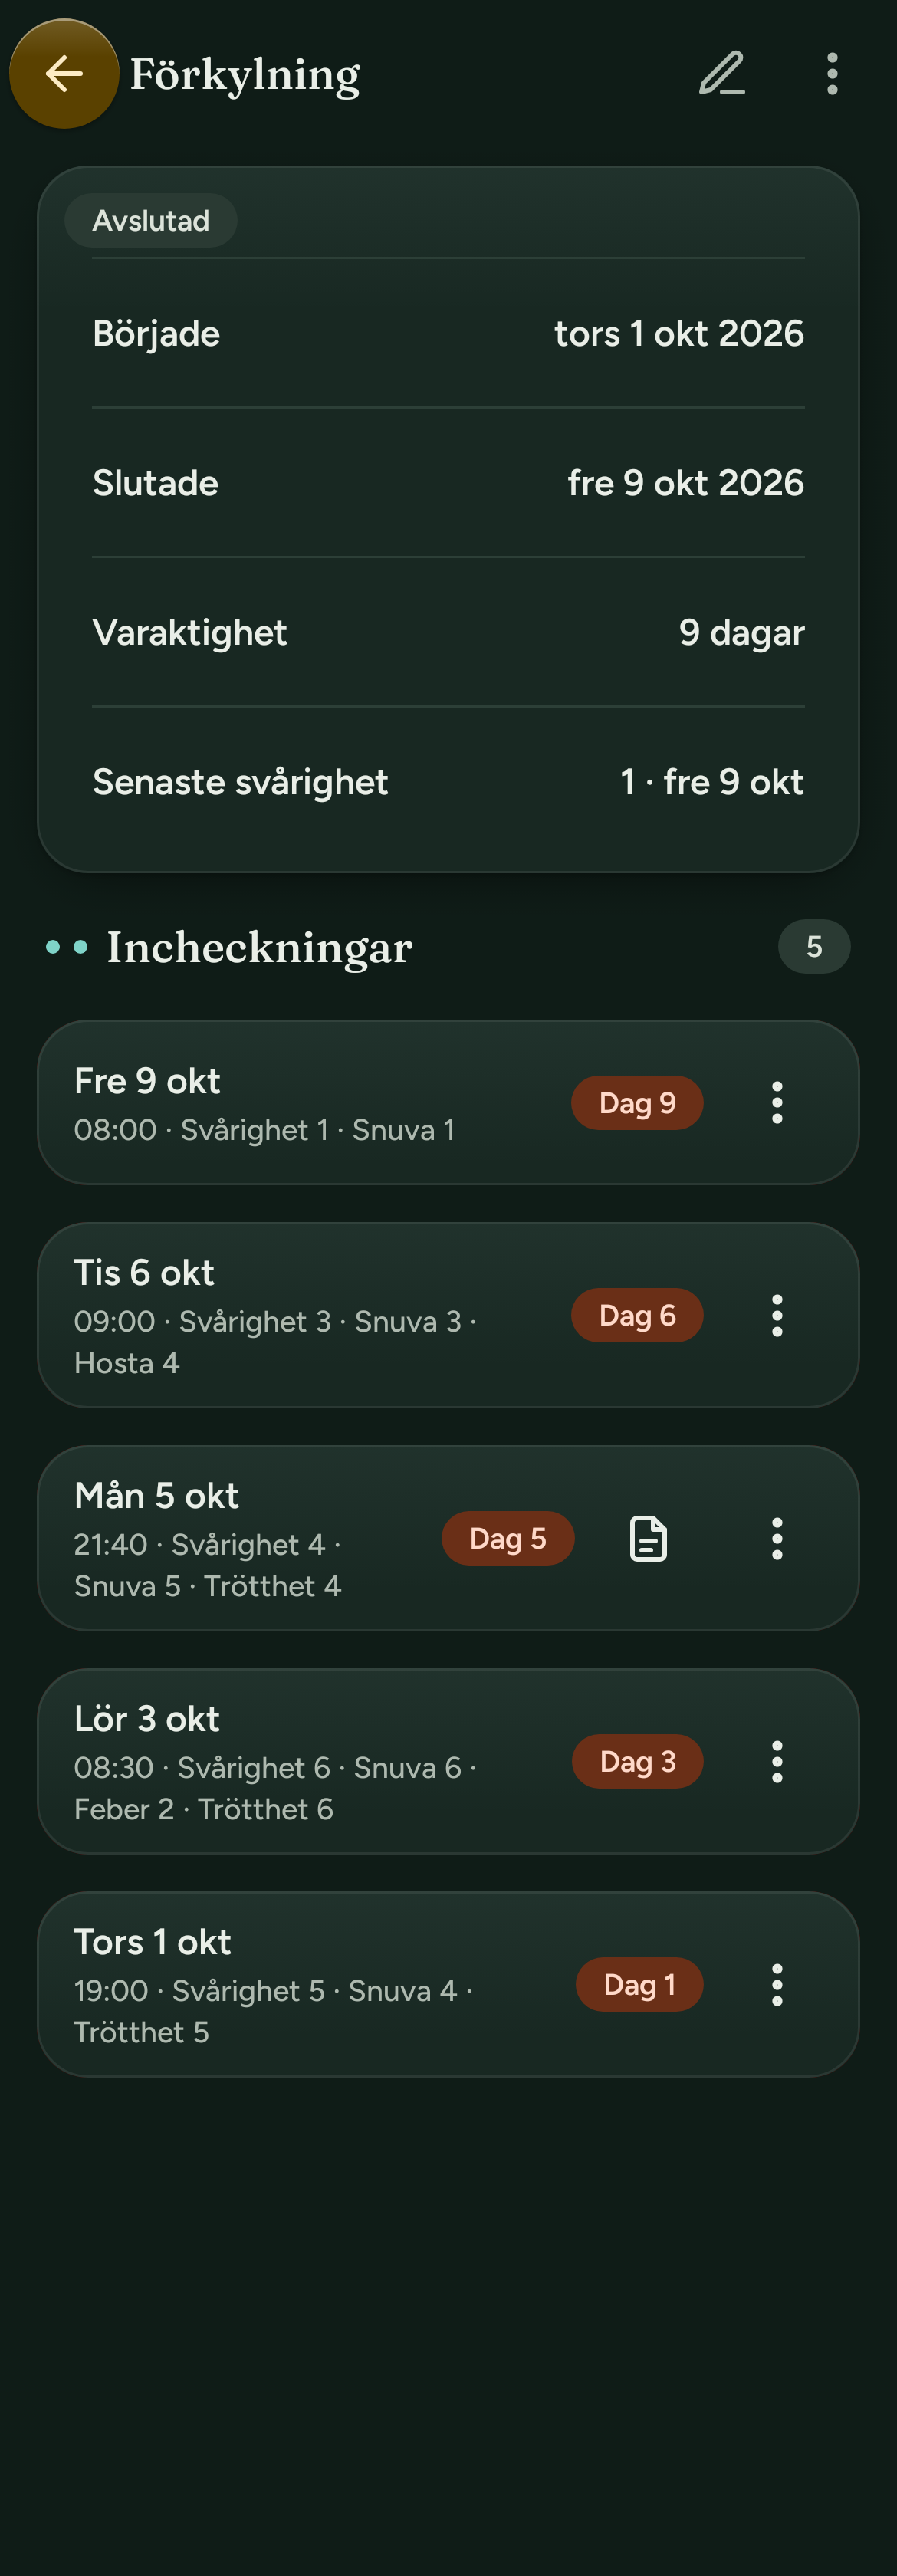 Förkylning
Avslutad
Började tors 1 okt 2026
Slutade fre 9 okt 2026
Varaktighet 9 dagar
Senaste svårighet 1 · fre 9 okt
Incheckningar 5
Fre 9 okt
08:00 · Svårighet 1 · Snuva 1
Dag 9
Tis 6 okt
09:00 · Svårighet 3 · Snuva 3 ·
Hosta 4
Dag 6
Mån 5 okt
21:40 · Svårighet 4 ·
Snuva 5 · Trötthet 4
Dag 5
Lör 3 okt
08:30 · Svårighet 6 · Snuva 6 ·
Feber 2 · Trötthet 6
Dag 3
Tors 1 okt
19:00 · Svårighet 5 · Snuva 4 ·
Trötthet 5
Dag 1